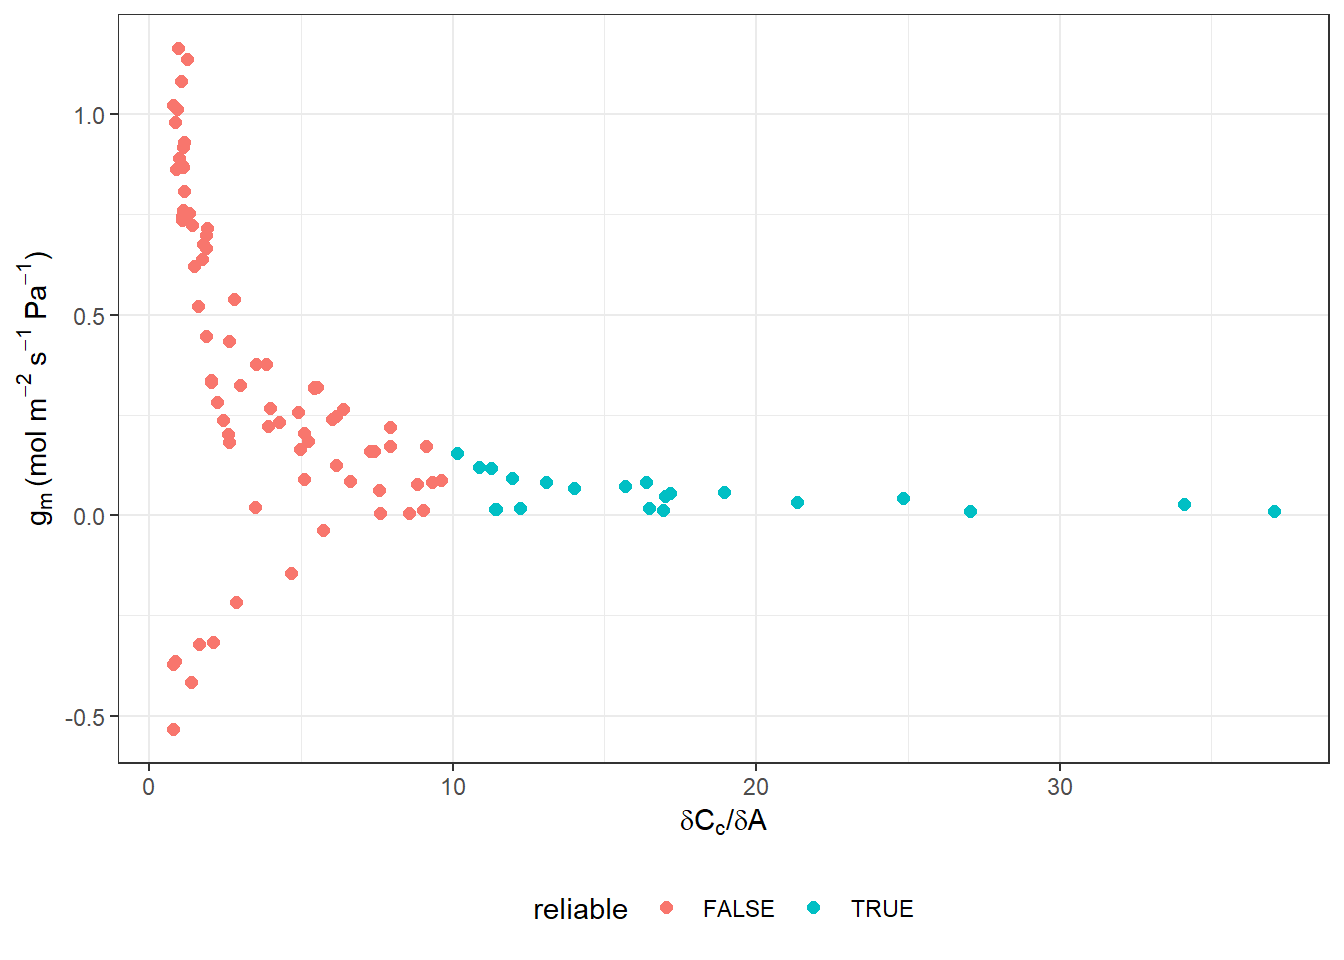 1.0
0.5
0.0
-0.5
gₘ (mol m⁻² s⁻¹ Pa⁻¹)
0 10 20 30
δC꜀/δA
reliable FALSE TRUE